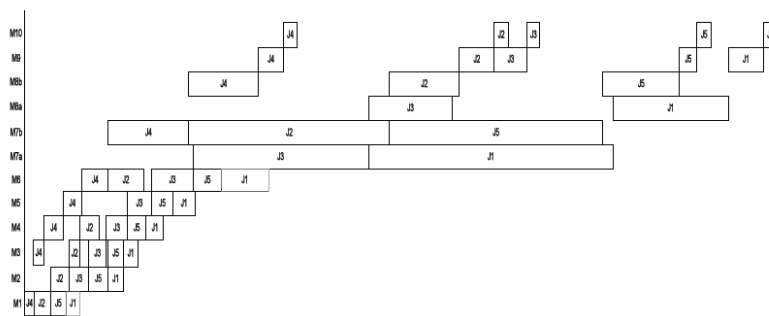 M10 J4 J2 J3 J5
M9 J4 J2 J3 J5 J1
M8b J4 J2 J5
M8a J3 J1
M7b J4 J2 J5
M7a J3 J1
M6 J4 J2 J3 J5 J1
M5 J4 J3 J5 J1
M4 J4 J2 J3 J5 J1
M3 J4 J2 J3 J5 J1
M2 J2 J3 J5 J1
M1 J4 J2 J5 J1